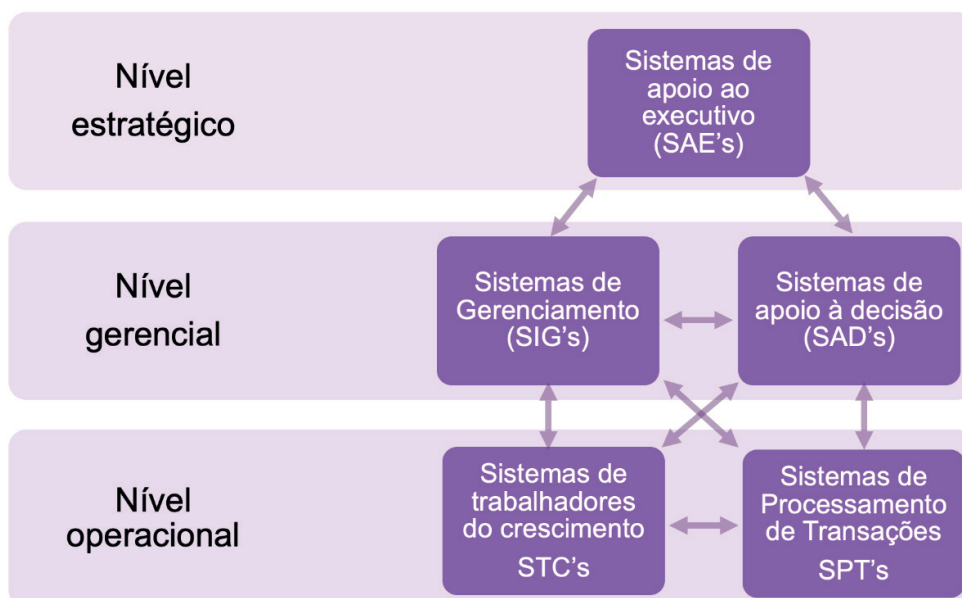 Nível
estratégico
Sistemas de
apoio ao
executivo
(SAE's)
Nível
gerencial
Sistemas de
Gerenciamento
(SIG's)
Sistemas de
apoio à decisão
(SAD's)
Nível
operacional
Sistemas de
trabalhadores
do crescimento
STC's
Sistemas de
Processamento
de Transações
SPT's